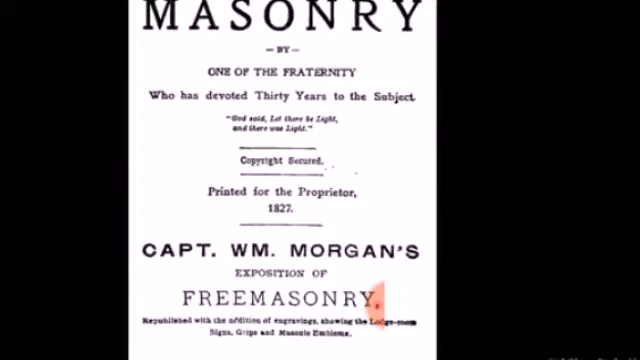 MASONRY
—BY—
ONE OF THE FRATERNITY
Who has devoted Thirty Years to the Subject.
"God said, Let there be Light,
and there was Light."
Copyright Secured.
Printed for the Proprietor,
1827.
CAPT. WM. MORGAN'S
EXPOSITION OF
FREEMASONRY,
Republished with the addition of engravings, showing the Lodge-room
Signs, Grips and Masonic Emblems.